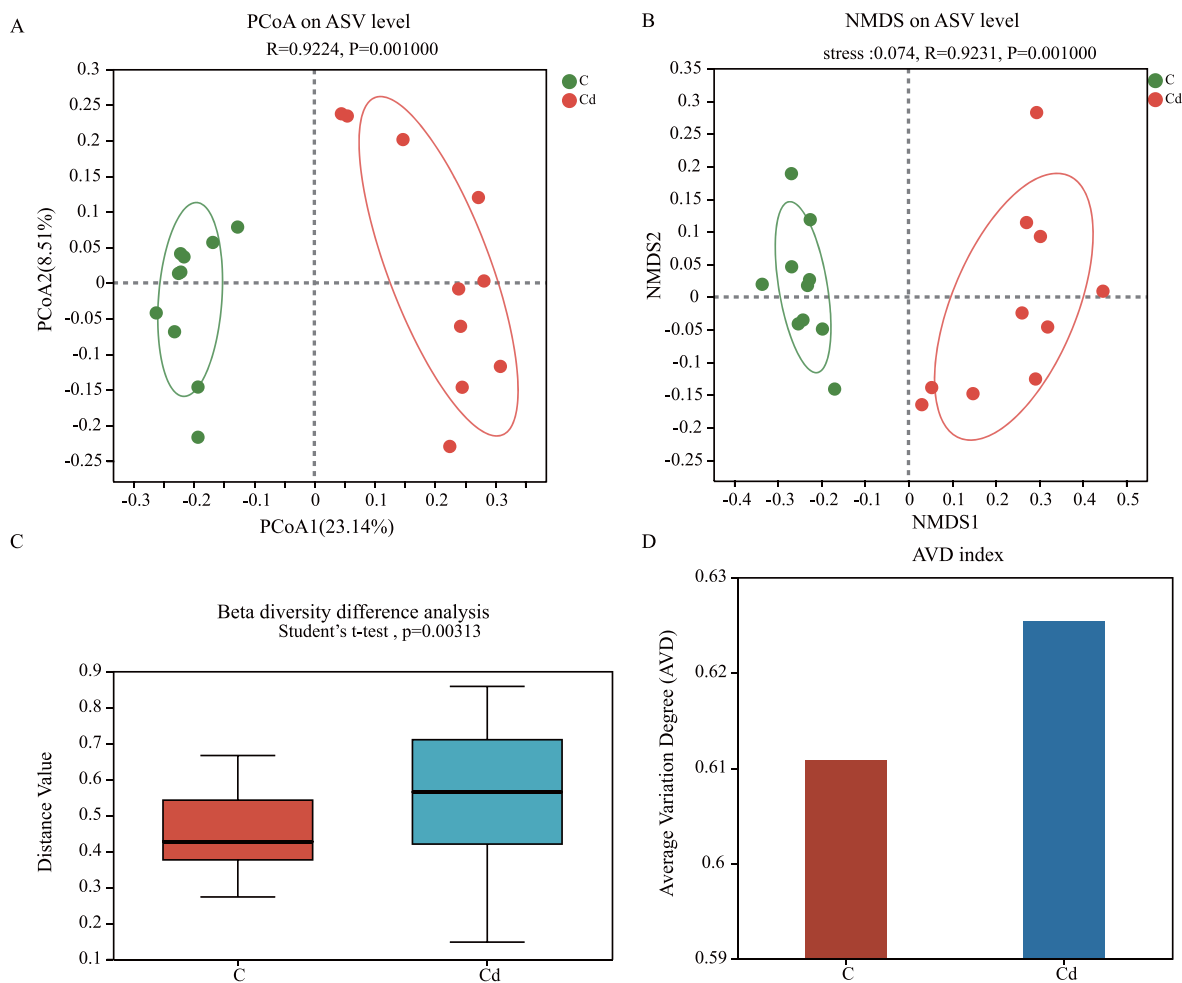 A
PCoA on ASV level
R=0.9224, P=0.001000
0.3
0.25
0.2
0.15
0.1
0.05
0
-0.05
-0.1
-0.15
-0.2
-0.25
PCoA2(8.51%)
-0.3
-0.2
-0.1
0
0.1
0.2
0.3
PCoA1(23.14%)
C
Cd
B
NMDS on ASV level
stress :0.074, R=0.9231, P=0.001000
0.35
0.3
0.25
0.2
0.15
0.1
0.05
0
-0.05
-0.1
-0.15
-0.2
-0.25
NMDS2
-0.4
-0.3
-0.2
-0.1
0
0.1
0.2
0.3
0.4
0.5
NMDS1
C
Cd
C
Beta diversity difference analysis
Student's t-test , p=0.00313
0.9
0.8
0.7
0.6
0.5
0.4
0.3
0.2
0.1
Distance Value
C
Cd
D
AVD index
0.63
0.62
0.61
0.6
0.59
Average Variation Degree (AVD)
C
Cd